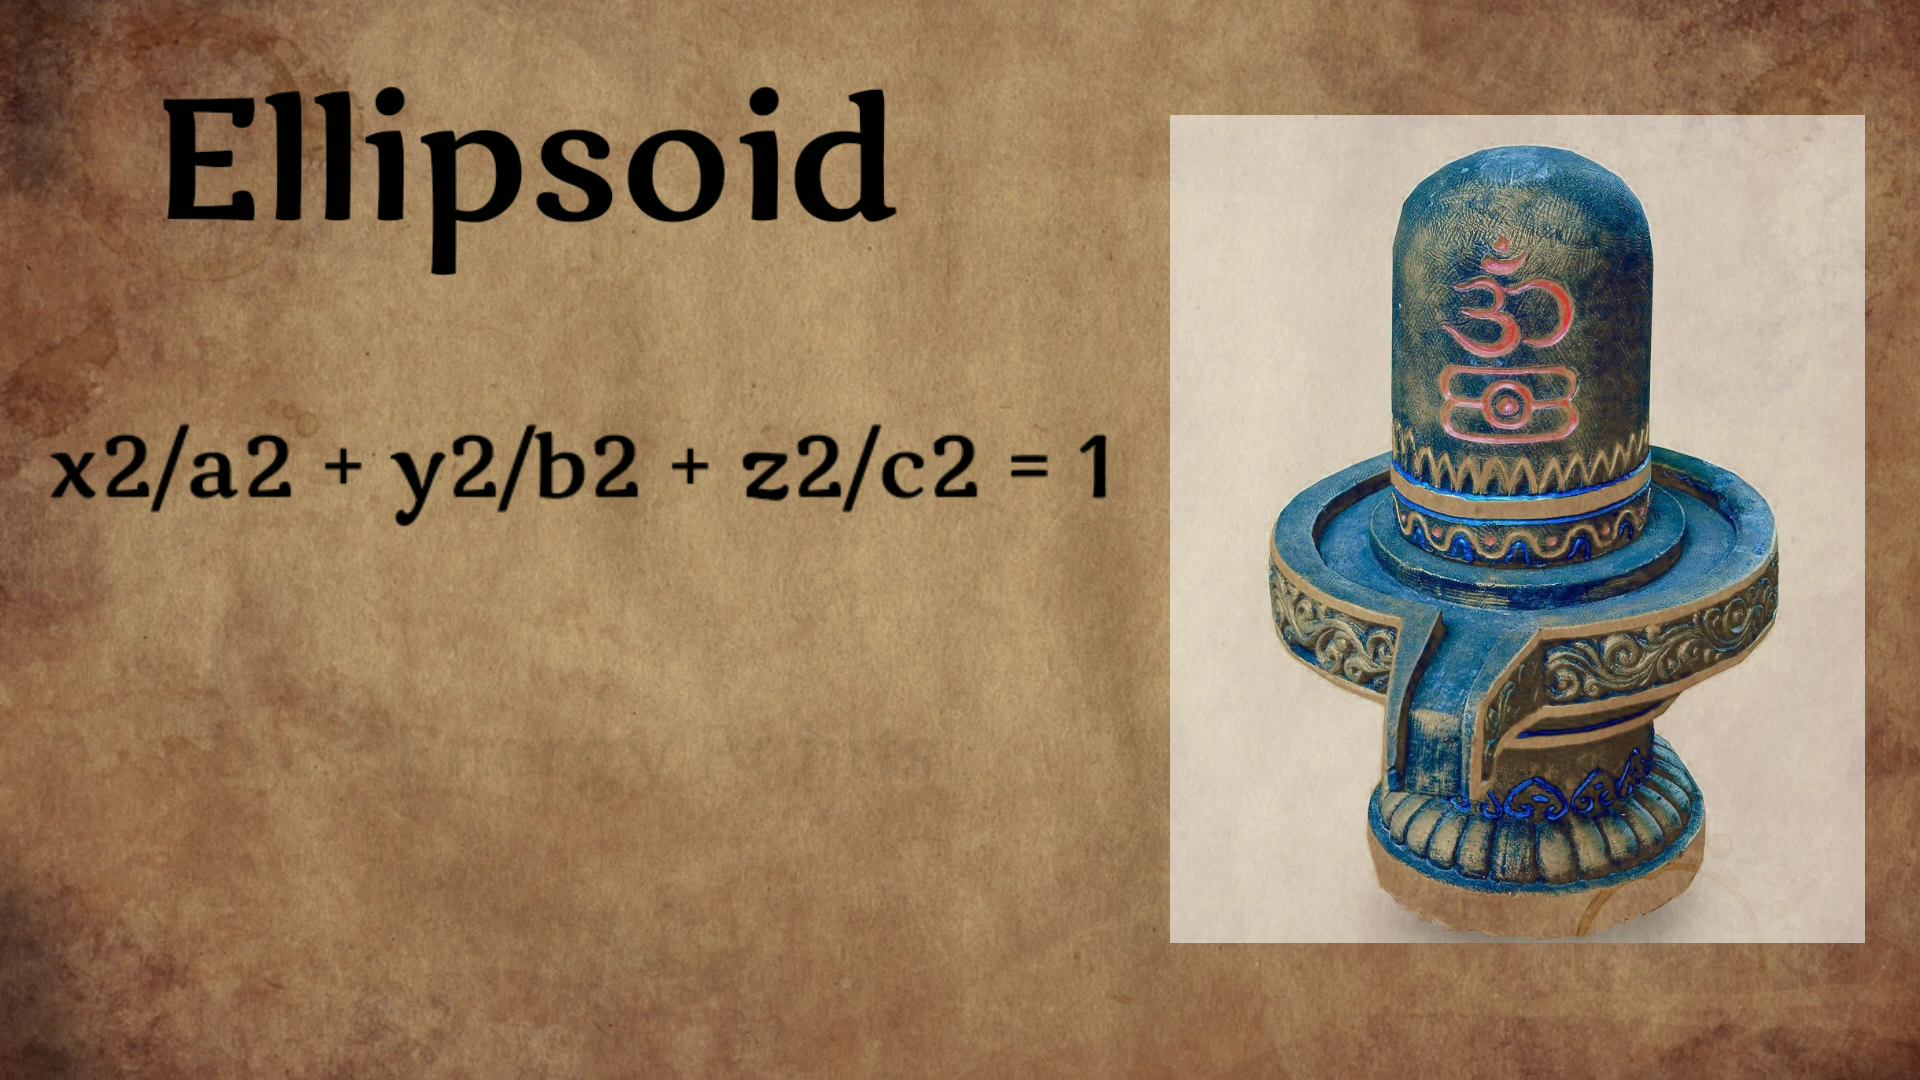 Ellipsoid
x2/a2 + y2/b2 + z2/c2 = 1
ॐ